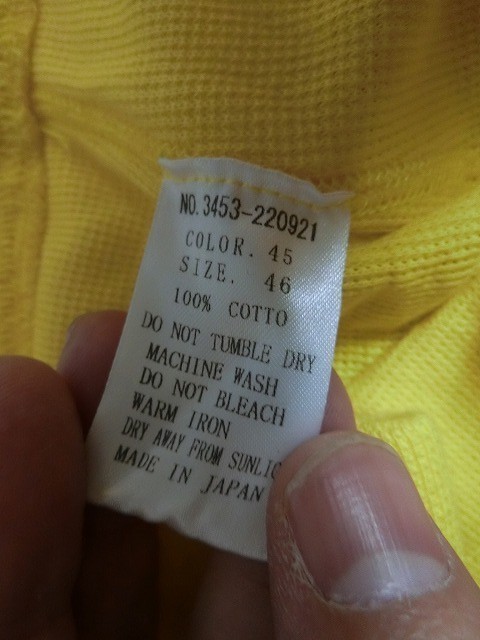 NO. 3453-220921
COLOR. 45
SIZE. 46
100% COTTO
DO NOT TUMBLE DRY
MACHINE WASH
DO NOT BLEACH
WARM IRON
DRY AWAY FROM SUNLIC
MADE IN JAPAN